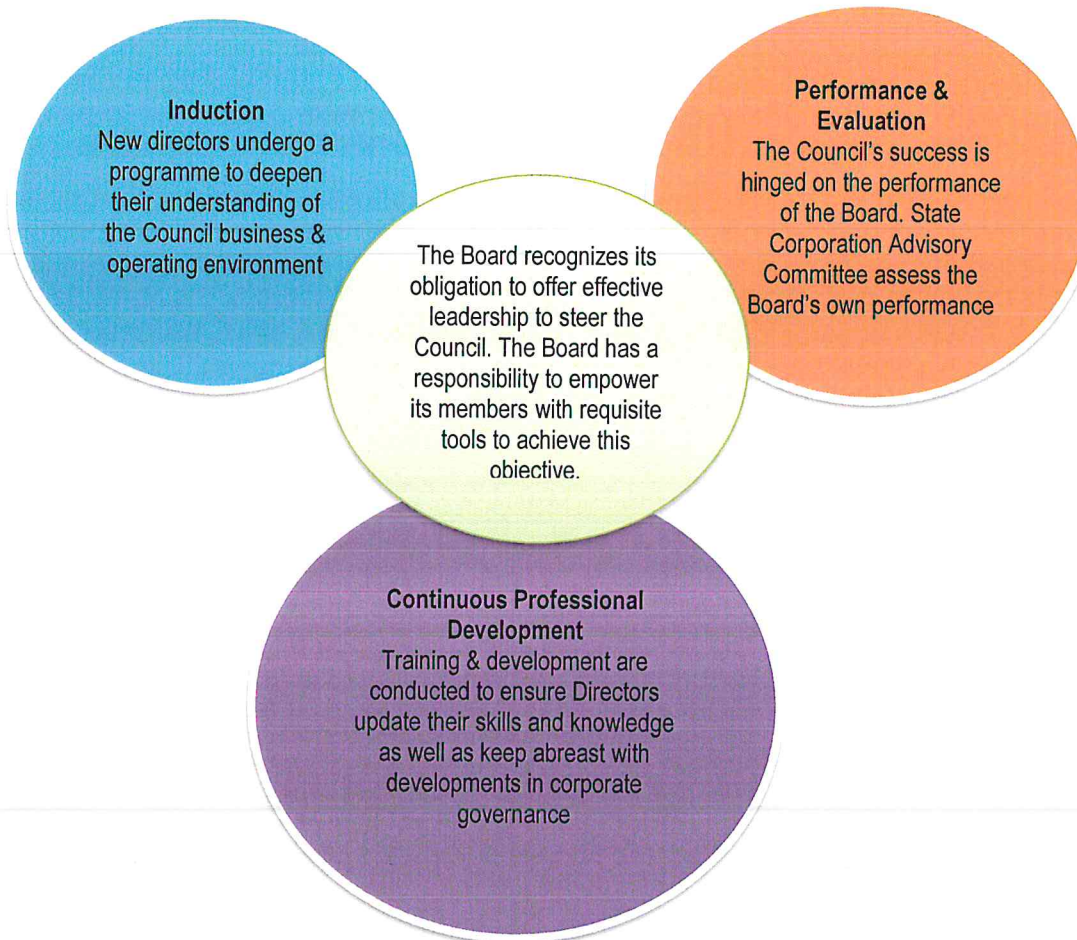 Induction
New directors undergo a
programme to deepen
their understanding of
the Council business &
operating environment
Performance &
Evaluation
The Council's success is
hinged on the performance
of the Board. State
Corporation Advisory
Committee assess the
Board's own performance
The Board recognizes its
obligation to offer effective
leadership to steer the
Council. The Board has a
responsibility to empower
its members with requisite
tools to achieve this
objective.
Continuous Professional
Development
Training & development are
conducted to ensure Directors
update their skills and knowledge
as well as keep abreast with
developments in corporate
governance